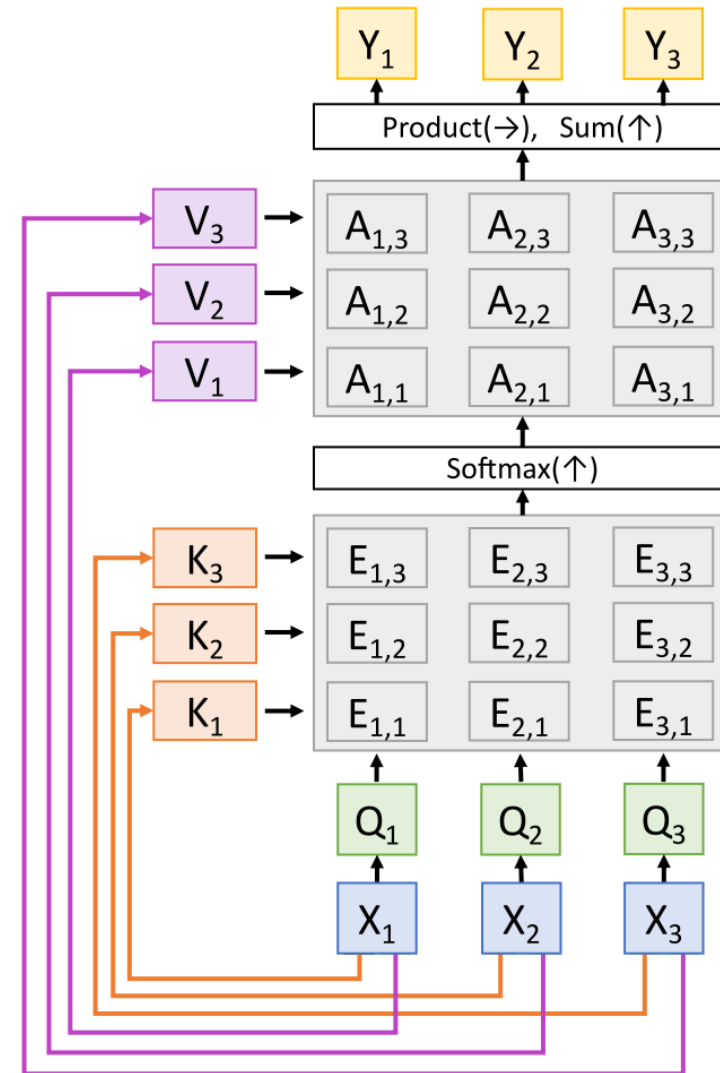 Y1 Y2 Y3
Product(→), Sum(↑)
V3 A1,3 A2,3 A3,3
V2 A1,2 A2,2 A3,2
V1 A1,1 A2,1 A3,1
Softmax(↑)
K3 E1,3 E2,3 E3,3
K2 E1,2 E2,2 E3,2
K1 E1,1 E2,1 E3,1
Q1 Q2 Q3
X1 X2 X3